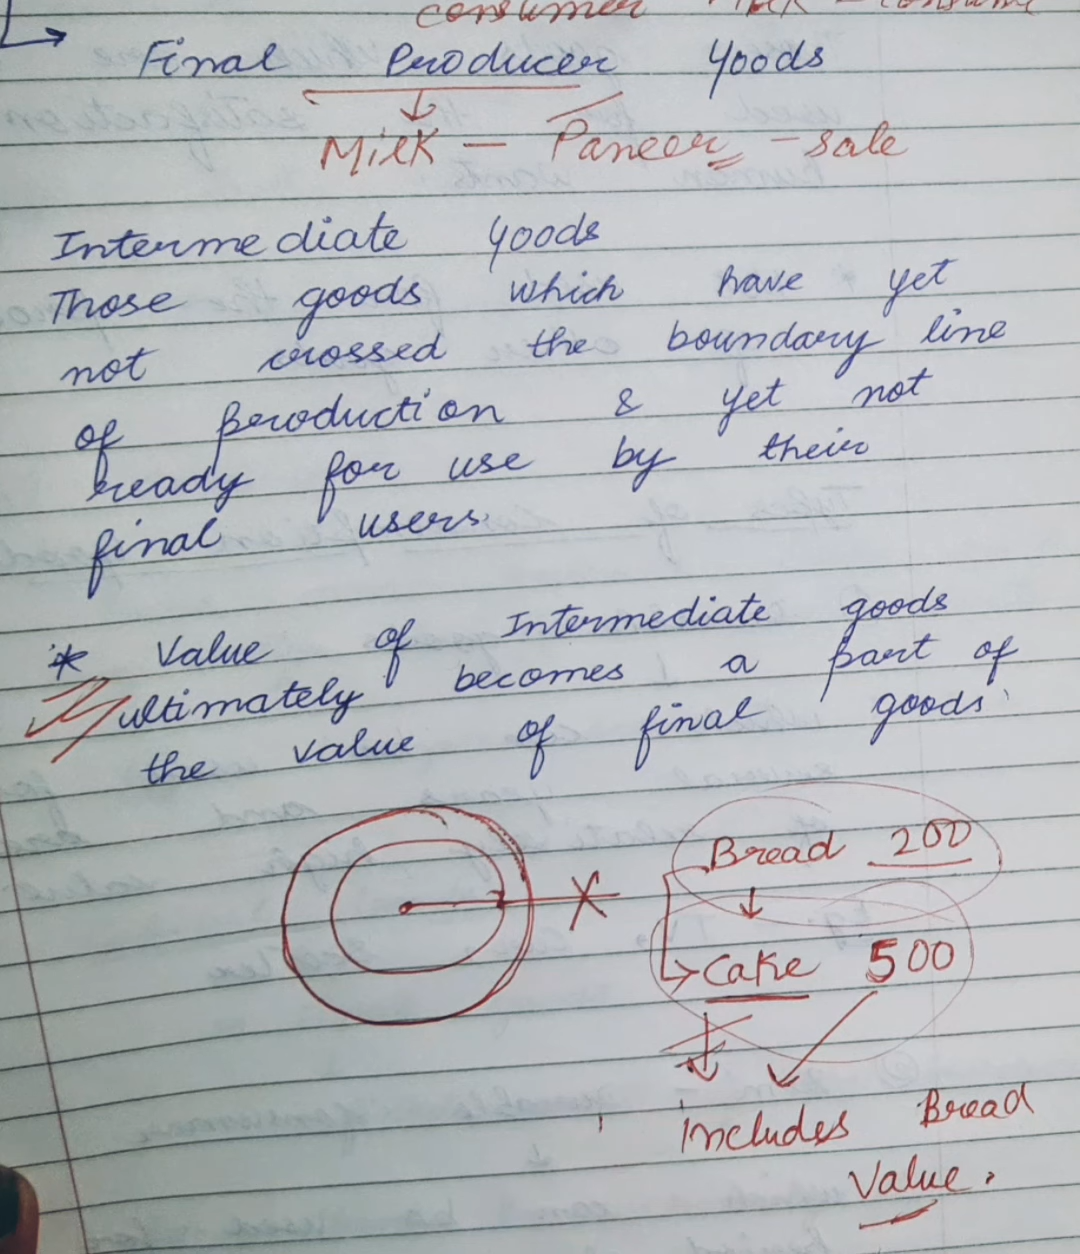 consumer
Final Producer Goods
Milk — Paneer — sale
Intermediate Goods
Those goods which have yet
not crossed the boundary line
of production & yet not
ready for use by their
final users.
* Value of Intermediate goods
ultimately becomes a part of
the value of final goods
Bread 200
Cake 500
includes Bread
Value.